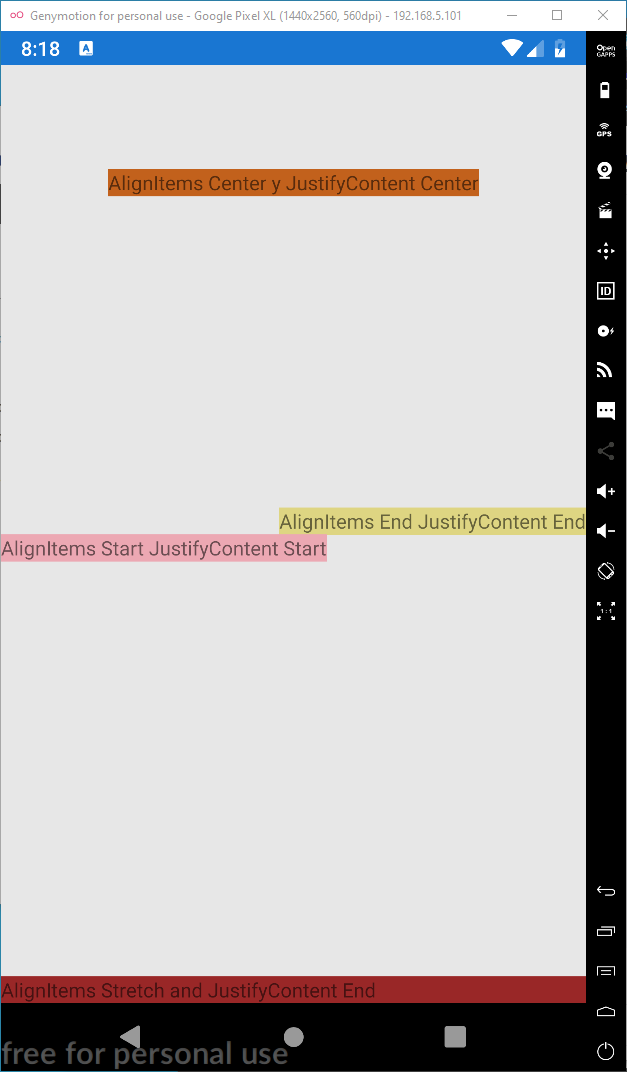 Genymotion for personal use - Google Pixel XL (1440x2560, 560dpi) - 192.168.5.101
8:18 A
Open GAPPS
GPS
AlignItems Center y JustifyContent Center
ID
AlignItems End JustifyContent End
AlignItems Start JustifyContent Start
1:1
AlignItems Stretch and JustifyContent End
free for personal use